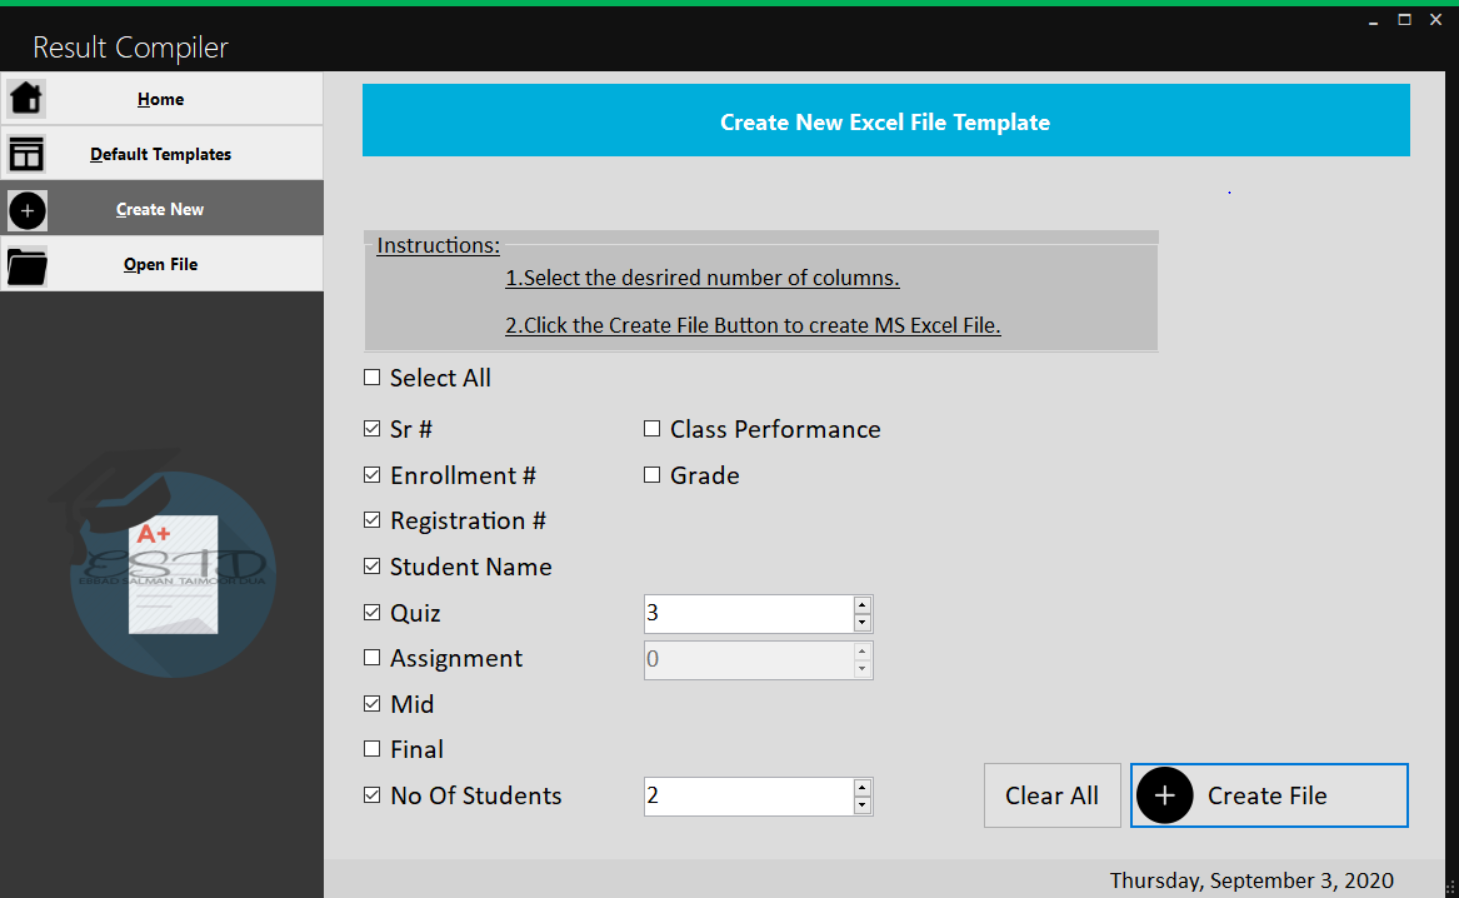 Result Compiler
Home
Default Templates
Create New
Open File
A+
ESTD
ESBAD SALMAN TAIMOOR DUA
Create New Excel File Template
Instructions:
1.Select the desrired number of columns.
2.Click the Create File Button to create MS Excel File.
Select All
Sr #
Class Performance
Enrollment #
Grade
Registration #
Student Name
Quiz
3
Assignment
0
Mid
Final
No Of Students
2
Clear All
Create File
Thursday, September 3, 2020